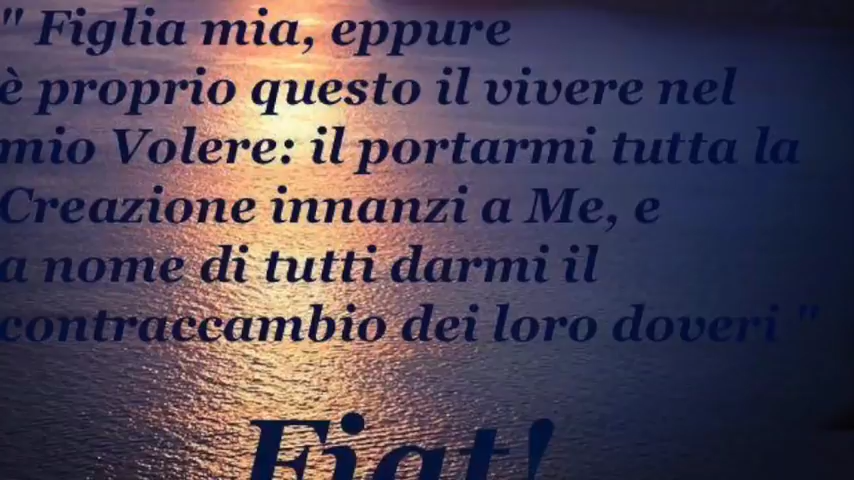 " Figlia mia, eppure
è proprio questo il vivere nel
mio Volere: il portarmi tutta la
Creazione innanzi a Me, e
a nome di tutti darmi il
contraccambio dei loro doveri "
Fiat!